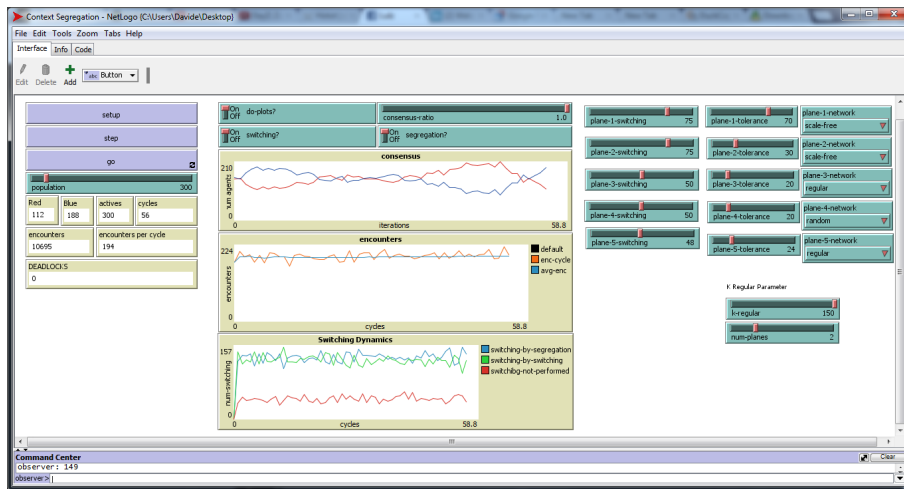 Context Segregation - NetLogo {C:\Users\Davide\Desktop}
File Edit Tools Zoom Tabs Help
Interface Info Code
Edit Delete Add abc Button
setup
step
go
population 300
Red 112
Blue 188
actives 300
cycles 56
encounters 10695
encounters per cycle 194
DEADLOCKS
0
On Off do-plots?
consensus-ratio 1.0
On Off switching?
On Off segregation?
consensus
210
num agents
0
0 iterations 58.8
encounters
224
encounters
0
0 cycles 58.8
default
enc-cycle
avg-enc
Switching Dynamics
157
num-switching
0
0 cycles 58.8
switching-by-segregation
switching-by-switching
switchibg-not-performed
plane-1-switching 75
plane-1-tolerance 70
plane-1-network
scale-free
plane-2-switching 75
plane-2-tolerance 30
plane-2-network
scale-free
plane-3-switching 50
plane-3-tolerance 20
plane-3-network
regular
plane-4-switching 50
plane-4-tolerance 20
plane-4-network
random
plane-5-switching 48
plane-5-tolerance 24
plane-5-network
regular
K Regular Parameter
k-regular 150
num-planes 2
Command Center
Clear
observer: 149
observer>